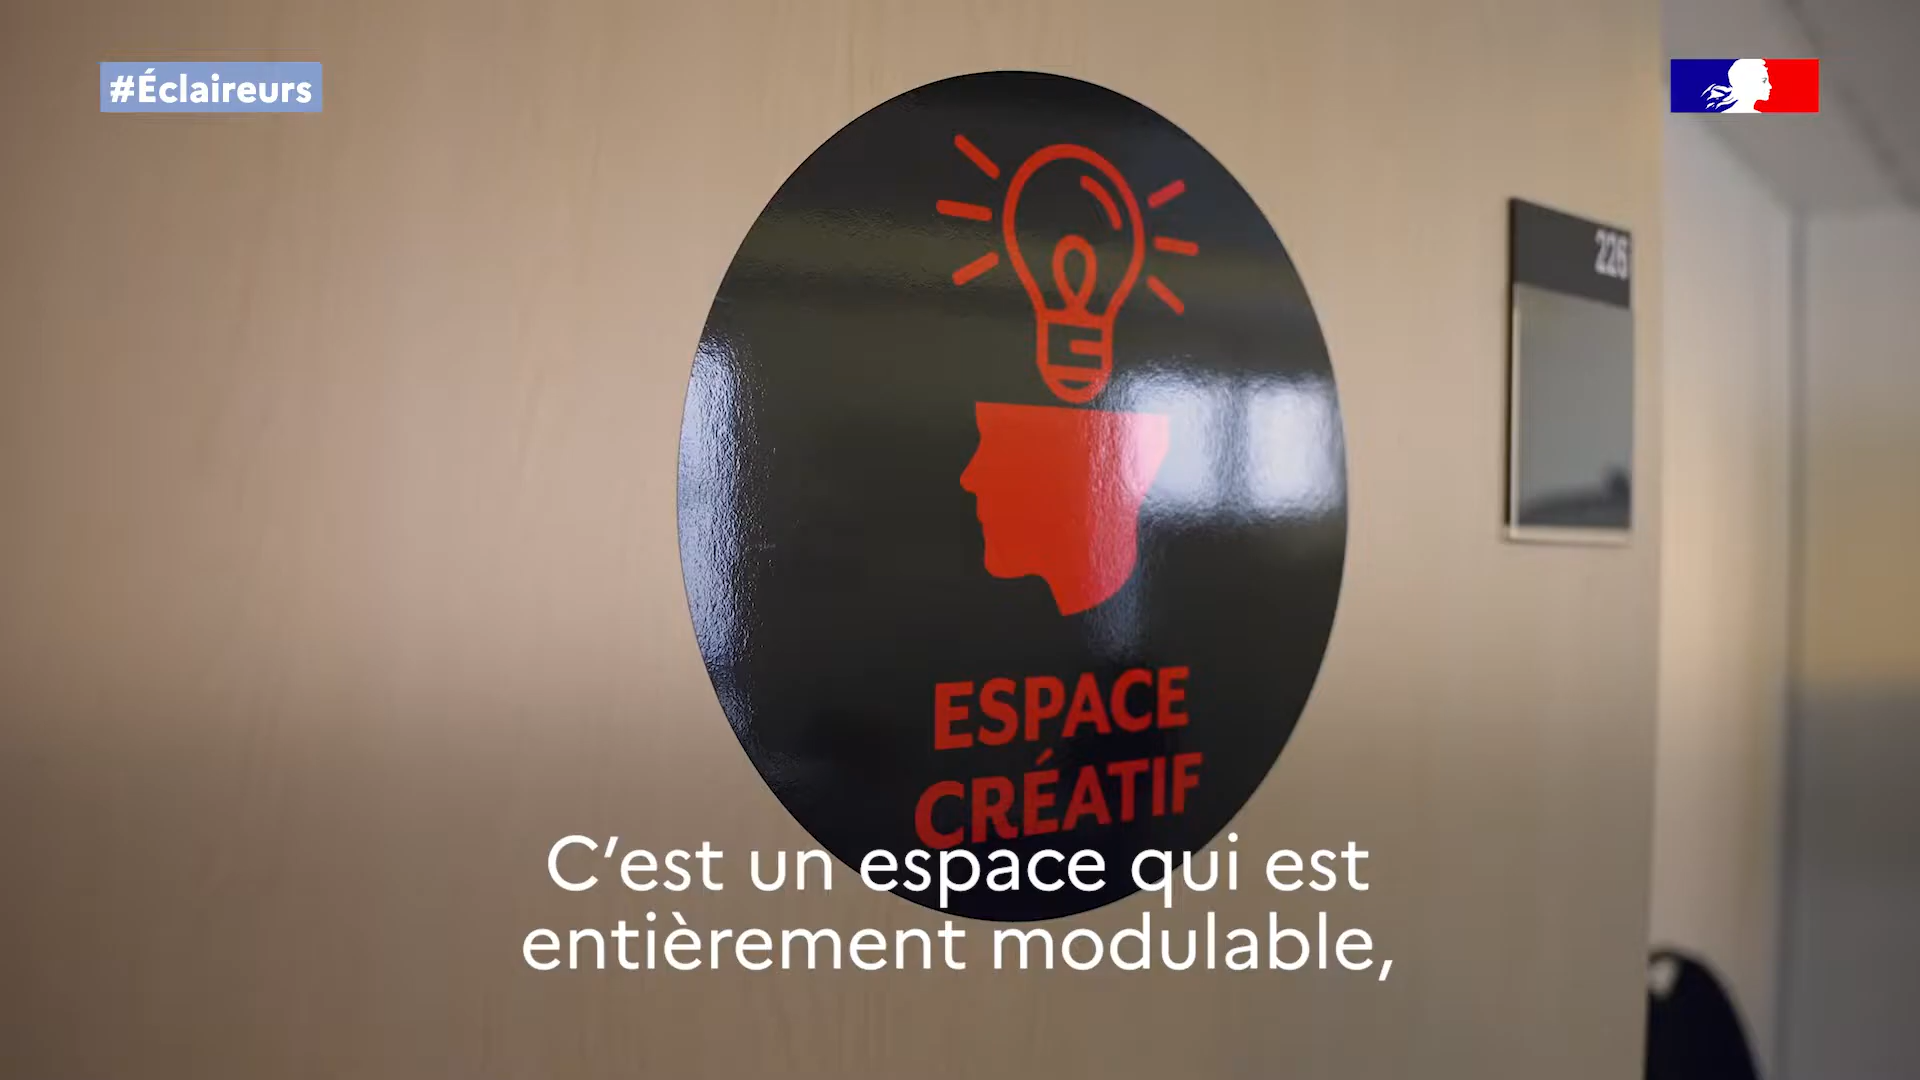 #Éclaireurs
226
ESPACE
CRÉATIF
C’est un espace qui est
entièrement modulable,